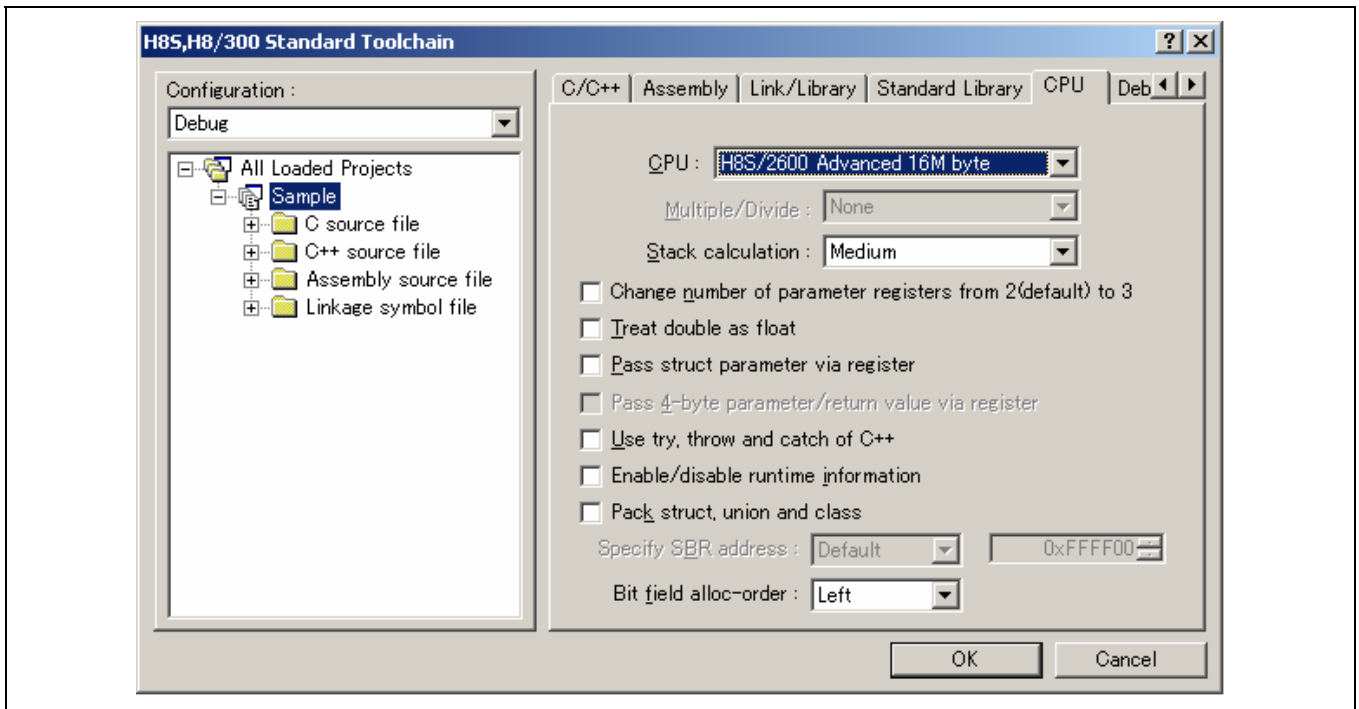 H8S,H8/300 Standard Toolchain
Configuration :
Debug
All Loaded Projects
Sample
C source file
C++ source file
Assembly source file
Linkage symbol file
C/C++ Assembly Link/Library Standard Library CPU Deb
CPU : H8S/2600 Advanced 16M byte
Multiple/Divide : None
Stack calculation : Medium
Change number of parameter registers from 2(default) to 3
Treat double as float
Pass struct parameter via register
Pass 4-byte parameter/return value via register
Use try, throw and catch of C++
Enable/disable runtime information
Pack struct, union and class
Specify SBR address : Default 0xFFFF00
Bit field alloc-order : Left
OK Cancel